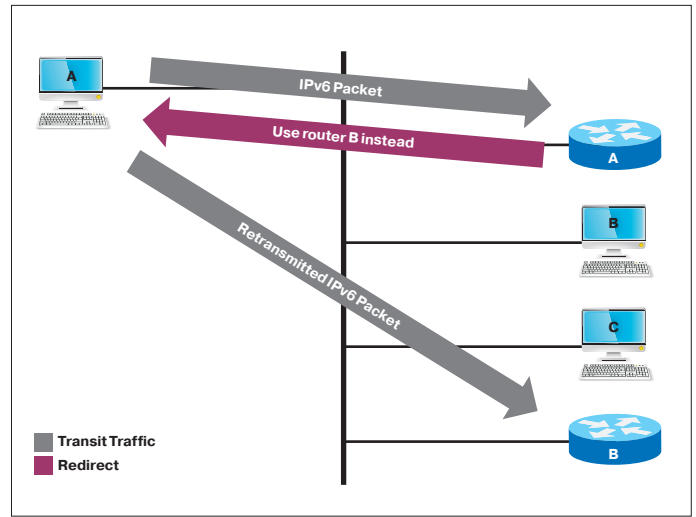 A
IPv6 Packet
Use router B instead
A
B
Retransmitted IPv6 Packet
C
B
Transit Traffic
Redirect